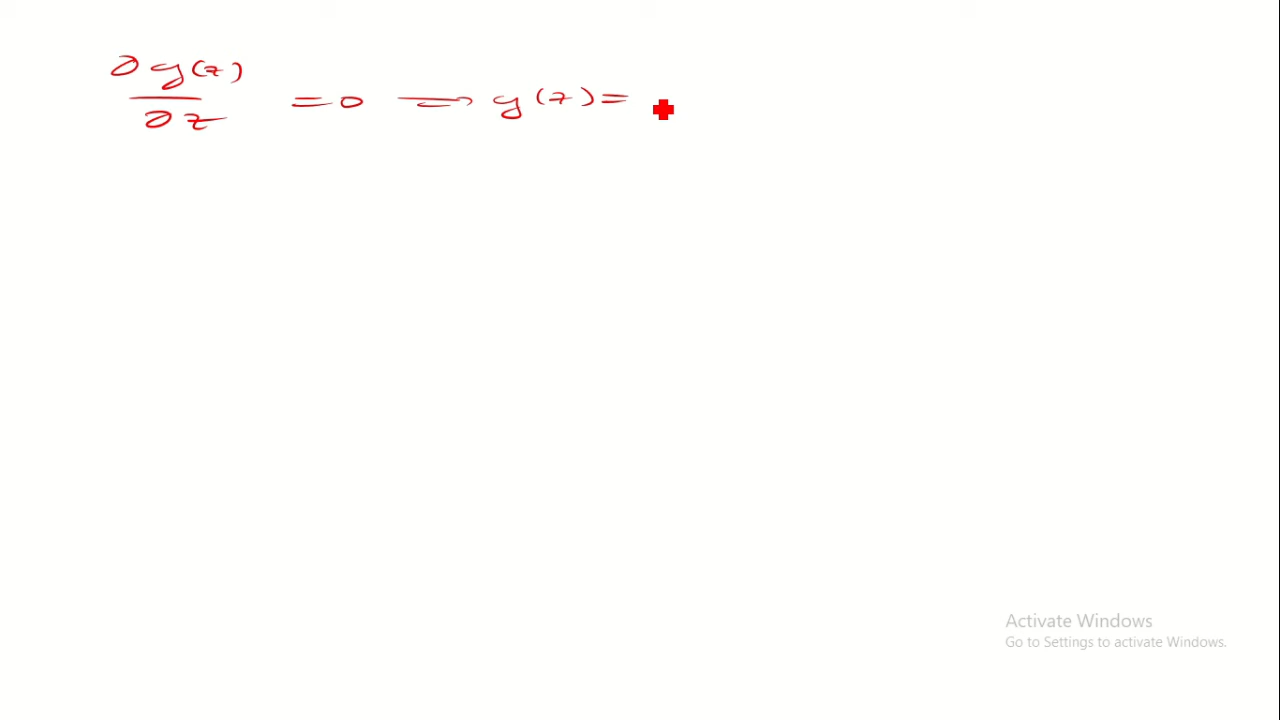 ∂y(z)/∂z = 0 ⇒ y(z) =
Activate Windows
Go to Settings to activate Windows.